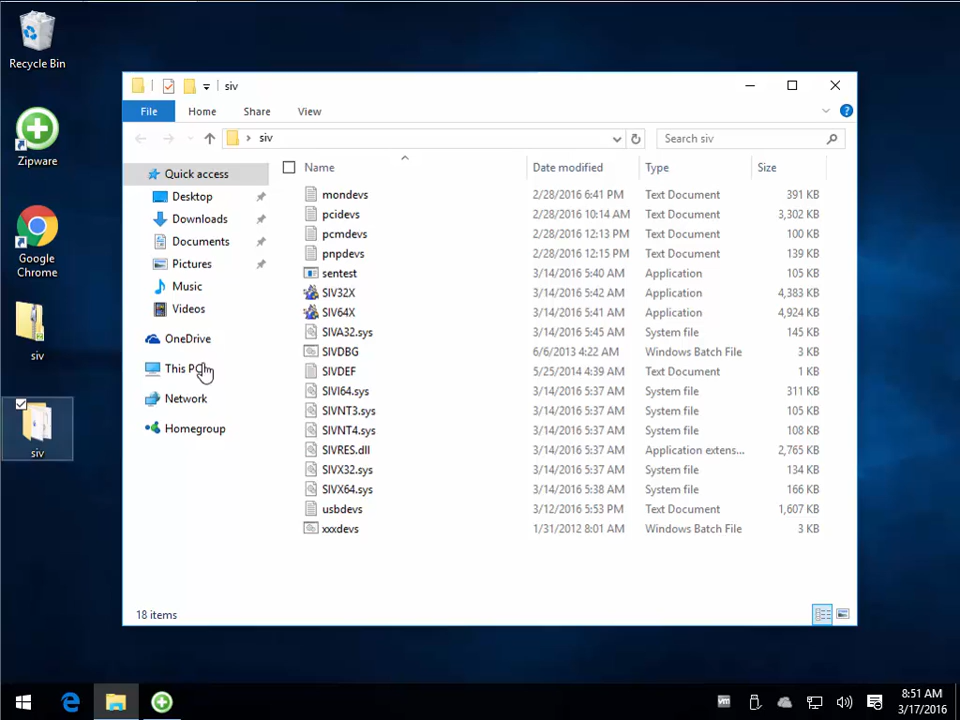 Recycle Bin
Zipware
Google
Chrome
siv
siv
siv
File Home Share View
siv
Search siv
Quick access
Desktop
Downloads
Documents
Pictures
Music
Videos
OneDrive
This PC
Network
Homegroup
Name Date modified Type Size
mondevs 2/28/2016 6:41 PM Text Document 391 KB
pcidevs 2/28/2016 10:14 AM Text Document 3,302 KB
pcmdevs 2/28/2016 12:13 PM Text Document 100 KB
pnpdevs 2/28/2016 12:15 PM Text Document 139 KB
sentest 3/14/2016 5:40 AM Application 105 KB
SIV32X 3/14/2016 5:42 AM Application 4,383 KB
SIV64X 3/14/2016 5:41 AM Application 4,924 KB
SIVA32.sys 3/14/2016 5:45 AM System file 145 KB
SIVDBG 6/6/2013 4:22 AM Windows Batch File 3 KB
SIVDEF 5/25/2014 4:39 AM Text Document 1 KB
SIVI64.sys 3/14/2016 5:37 AM System file 311 KB
SIVNT3.sys 3/14/2016 5:37 AM System file 105 KB
SIVNT4.sys 3/14/2016 5:37 AM System file 108 KB
SIVRES.dll 3/14/2016 5:37 AM Application extens... 2,765 KB
SIVX32.sys 3/14/2016 5:37 AM System file 134 KB
SIVX64.sys 3/14/2016 5:38 AM System file 166 KB
usbdevs 3/12/2016 5:53 PM Text Document 1,607 KB
xxxdevs 1/31/2012 8:01 AM Windows Batch File 3 KB
18 items
8:51 AM
3/17/2016